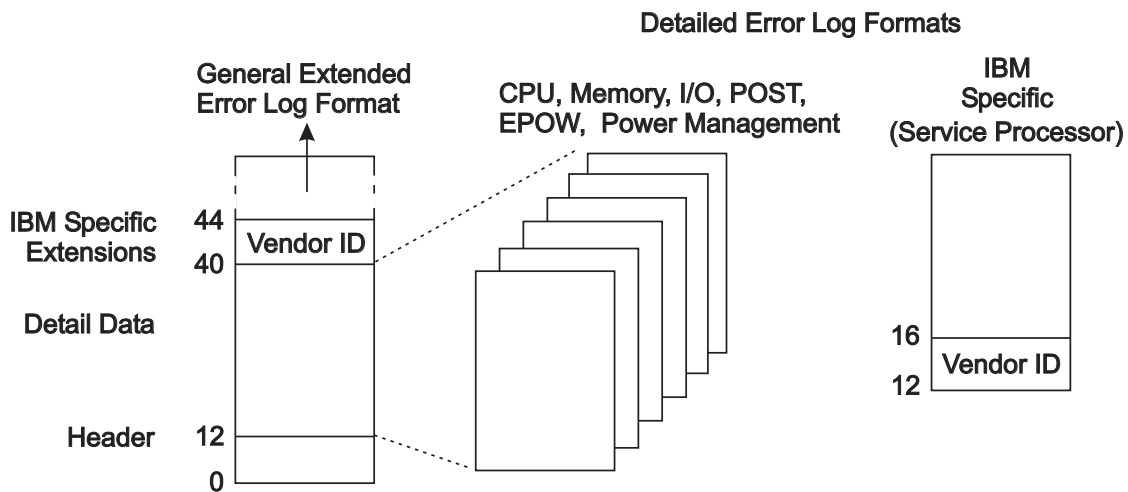 Detailed Error Log Formats
General Extended
Error Log Format
CPU, Memory, I/O, POST,
EPOW, Power Management
IBM
Specific
(Service Processor)
IBM Specific
Extensions
44
Vendor ID
40
Detail Data
Header
12
0
16
Vendor ID
12